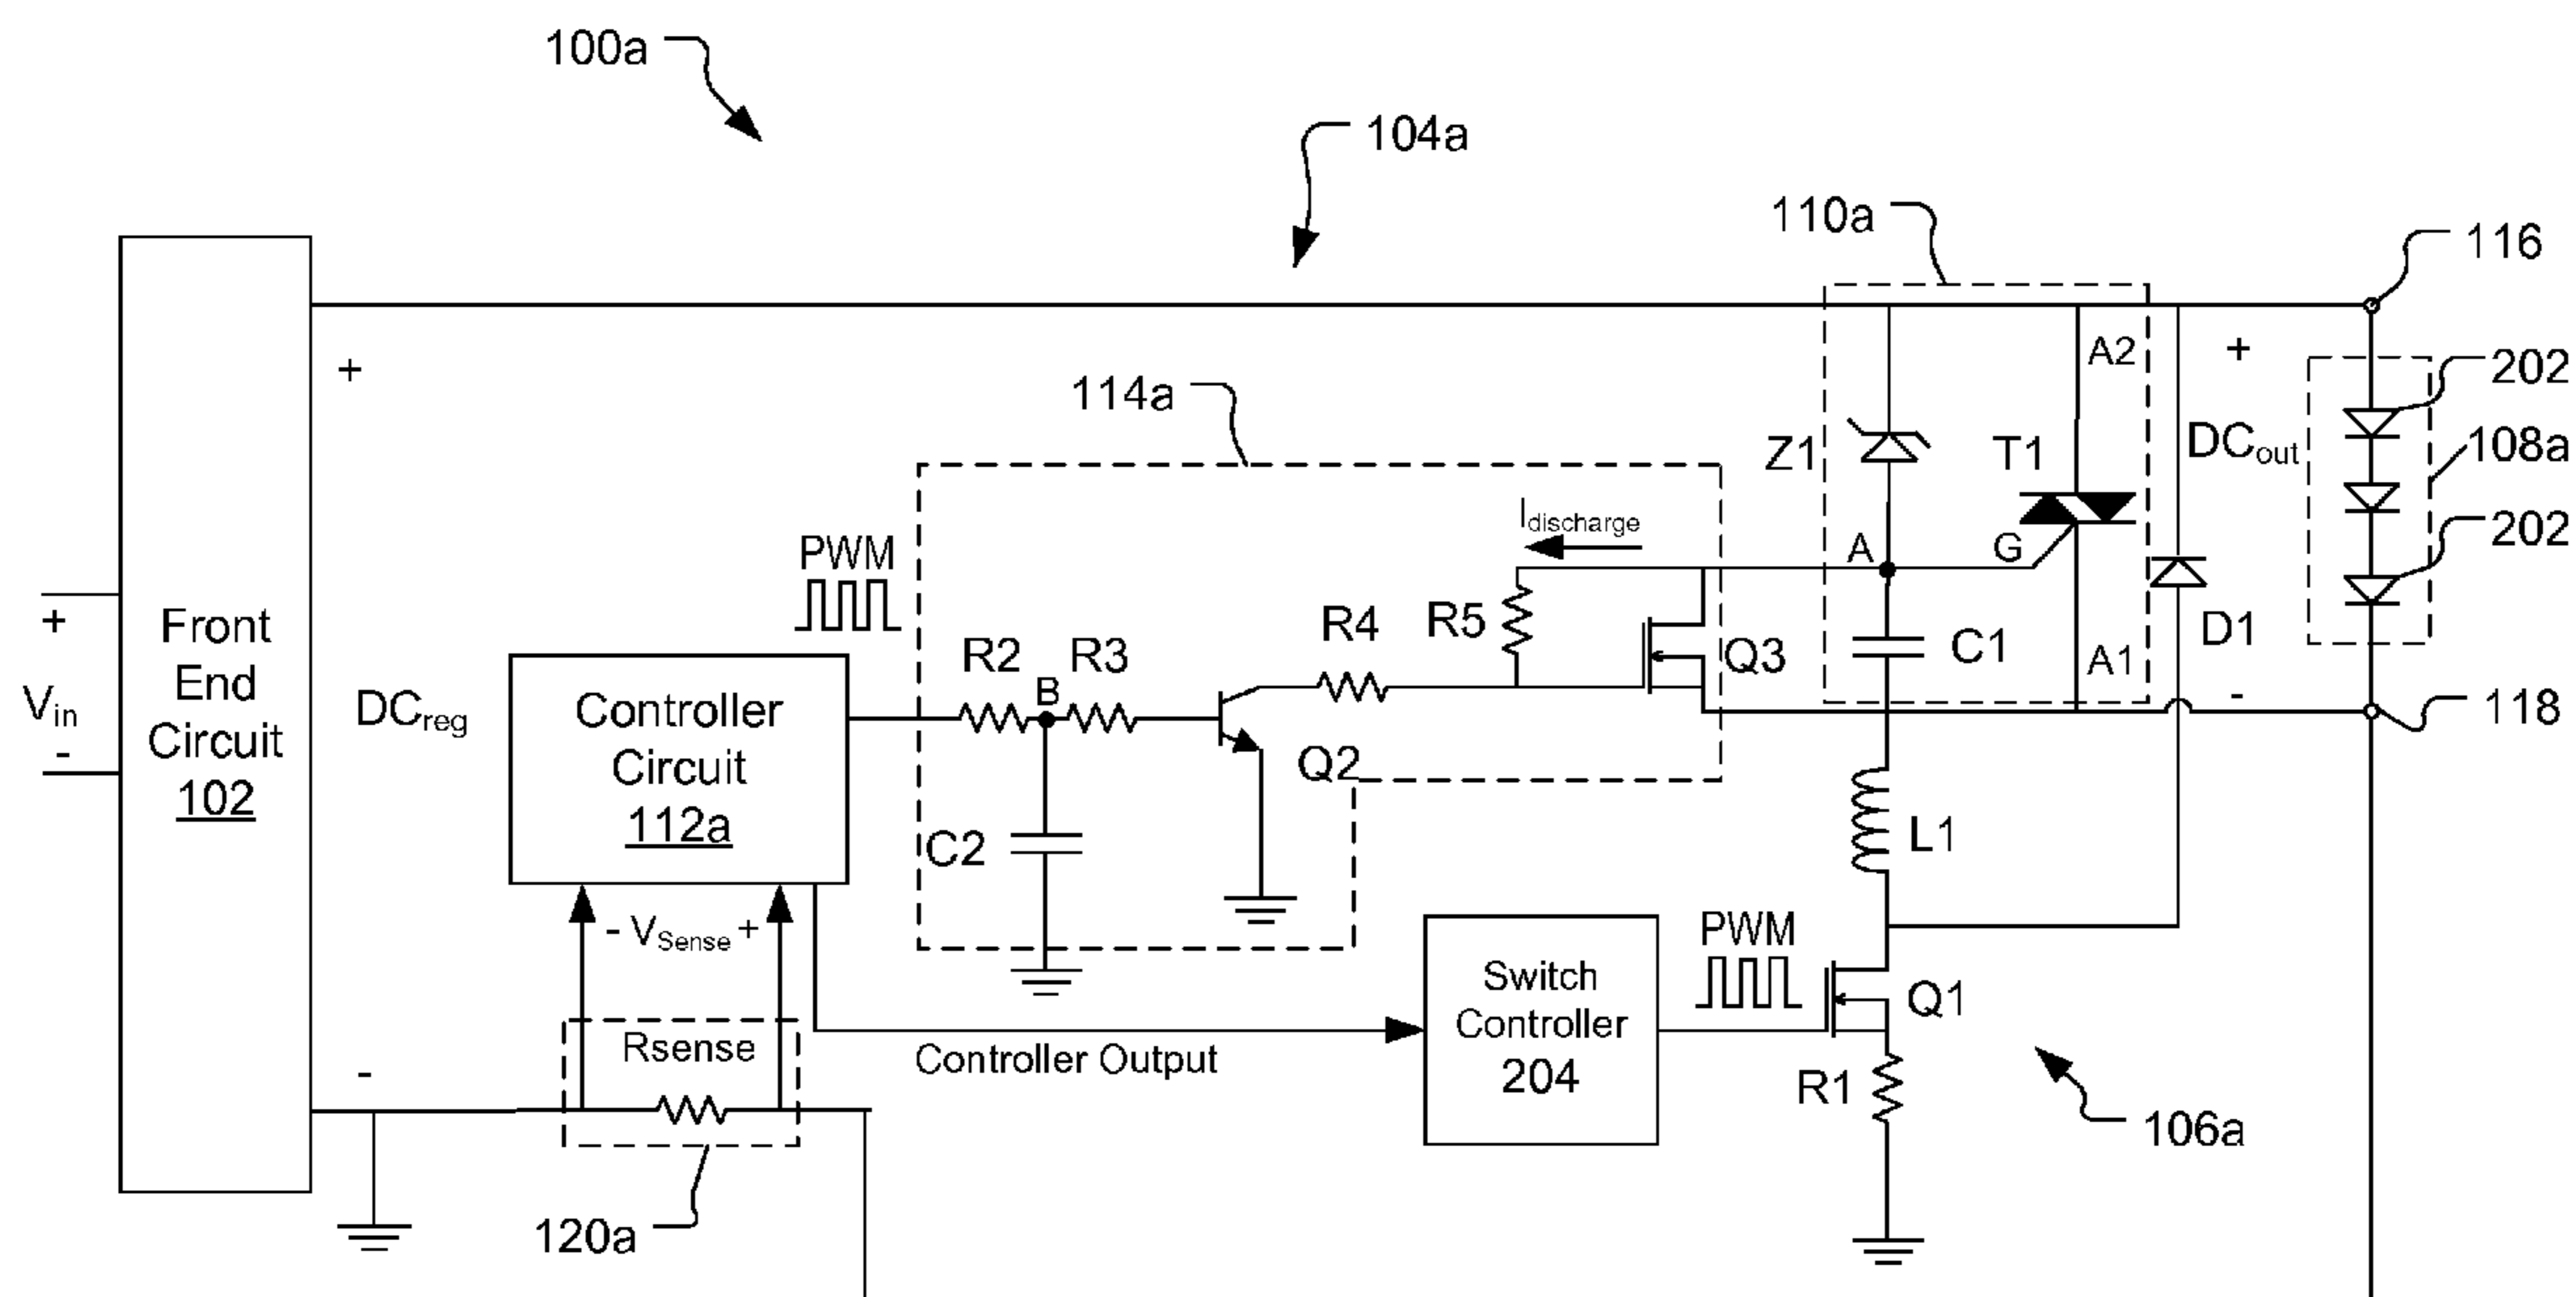 100a
104a
110a
116
+
A2
+
202
114a
108a
Z1
T1
DCout
Idischarge
202
PWM
A
G
+
Front
End
Circuit
102
R4
R5
D1
R2
R3
Q3
C1
A1
Vin
DCreg
Controller
Circuit
112a
B
-
118
-
Q2
C2
L1
- VSense +
PWM
Switch
Controller
204
Q1
Rsense
Controller Output
-
R1
106a
120a